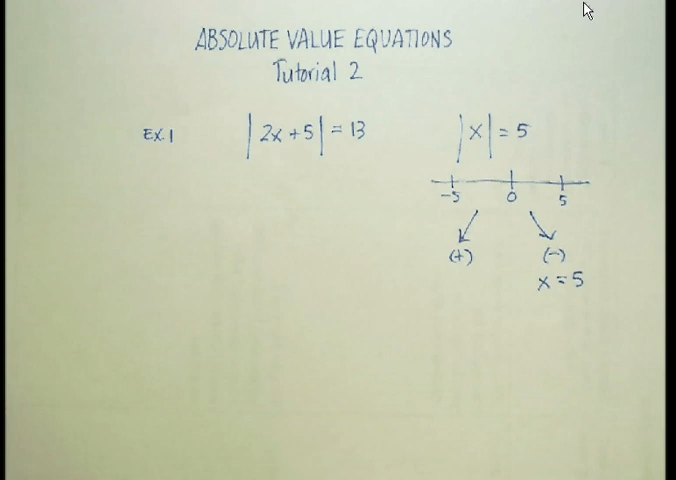 ABSOLUTE VALUE EQUATIONS
Tutorial 2
EX.1 |2x+5| = 13
|x| = 5
-5 0 5
(+) (-)
x = 5